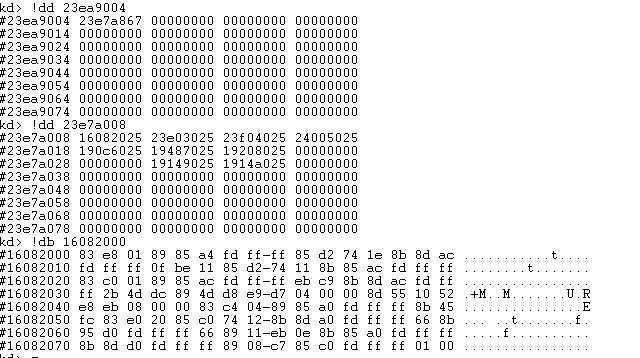 kd> !dd 23ea9004
#23ea9004 23e7a867 00000000 00000000 00000000
#23ea9014 00000000 00000000 00000000 00000000
#23ea9024 00000000 00000000 00000000 00000000
#23ea9034 00000000 00000000 00000000 00000000
#23ea9044 00000000 00000000 00000000 00000000
#23ea9054 00000000 00000000 00000000 00000000
#23ea9064 00000000 00000000 00000000 00000000
#23ea9074 00000000 00000000 00000000 00000000
kd> !dd 23e7a008
#23e7a008 16082025 23e03025 23f04025 24005025
#23e7a018 190c6025 19487025 19208025 00000000
#23e7a028 00000000 19149025 1914a025 00000000
#23e7a038 00000000 00000000 00000000 00000000
#23e7a048 00000000 00000000 00000000 00000000
#23e7a058 00000000 00000000 00000000 00000000
#23e7a068 00000000 00000000 00000000 00000000
#23e7a078 00000000 00000000 00000000 00000000
kd> !db 16082000
#16082000 83 e8 01 89 85 a4 fd ff-ff 85 d2 74 1e 8b 8d ac ...........t....
#16082010 fd ff ff 0f be 11 85 d2-74 11 8b 85 ac fd ff ff ........t.......
#16082020 83 c0 01 89 85 ac fd ff-ff eb c9 8b 8d ac fd ff ................
#16082030 ff 2b 4d dc 89 4d d8 e9-d7 04 00 00 8d 55 10 52 .+M..M.......U.R
#16082040 e8 eb 08 00 00 83 c4 04-89 85 a0 fd ff ff 8b 45 ...............E
#16082050 fc 83 e0 20 85 c0 74 12-8b 8d a0 fd ff ff 66 8b ... ..t.......f.
#16082060 95 d0 fd ff ff 66 89 11-eb 0e 8b 85 a0 fd ff ff .....f..........
#16082070 8b 8d d0 fd ff ff 89 08-c7 85 c0 fd ff ff 01 00 ................
kd>